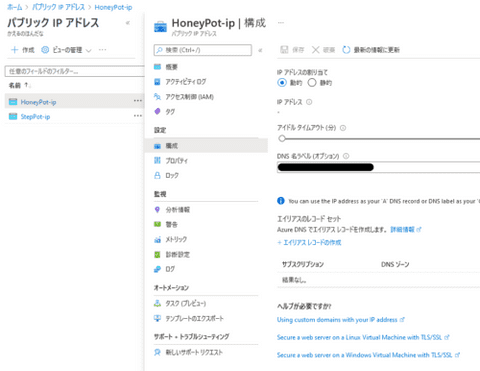 ホーム > パブリック IP アドレス > HoneyPot-ip
パブリック IP アドレス
かえるのほんだな
+ 作成
ビューの管理
任意のフィールドのフィルター...
名前 ↑↓
HoneyPot-ip ...
StepPot-ip ...
HoneyPot-ip | 構成 ...
パブリック IP アドレス
検索 (Ctrl+/)
概要
アクティビティ ログ
アクセス制御 (IAM)
タグ
設定
構成
プロパティ
ロック
監視
分析情報
警告
メトリック
診断設定
ログ
オートメーション
タスク (プレビュー)
テンプレートのエクスポート
サポート + トラブルシューティング
新しいサポート リクエスト
保存
破棄
最新の情報に更新
IP アドレスの割り当て
動的 静的
IP アドレス
-
アイドル タイムアウト (分)
DNS 名ラベル (オプション)
You can use the IP address as your 'A' DNS record or DNS label as your
エイリアスのレコード セット
Azure DNS でエイリアス レコードを作成します。 詳細情報
+ エイリアス レコードの作成
サブスクリプション DNS ゾーン
結果なし。
ヘルプが必要ですか?
Using custom domains with your IP address
Secure a web server on a Linux Virtual Machine with TLS/SSL
Secure a web server on a Windows Virtual Machine with TLS/SSL